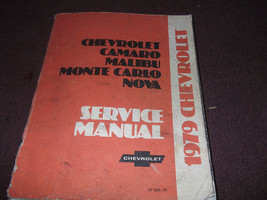 CHEVROLET
CAMARO
MALIBU
MONTE CARLO
NOVA
SERVICE
MANUAL
CHEVROLET
1979 CHEVROLET